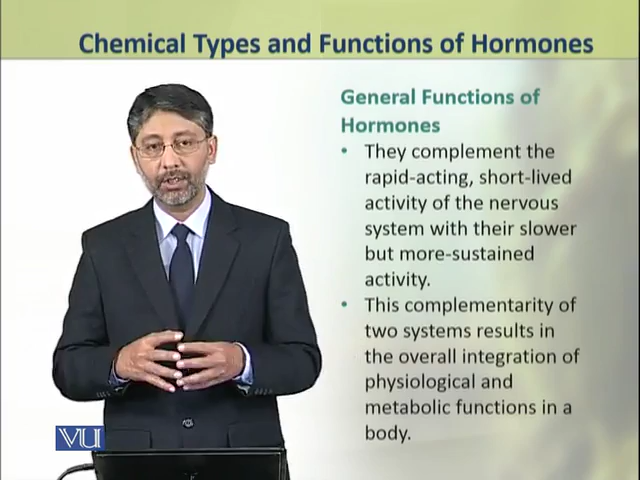 Chemical Types and Functions of Hormones
General Functions of
Hormones
• They complement the
rapid-acting, short-lived
activity of the nervous
system with their slower
but more-sustained
activity.
• This complementarity of
two systems results in
the overall integration of
physiological and
metabolic functions in a
body.
VU